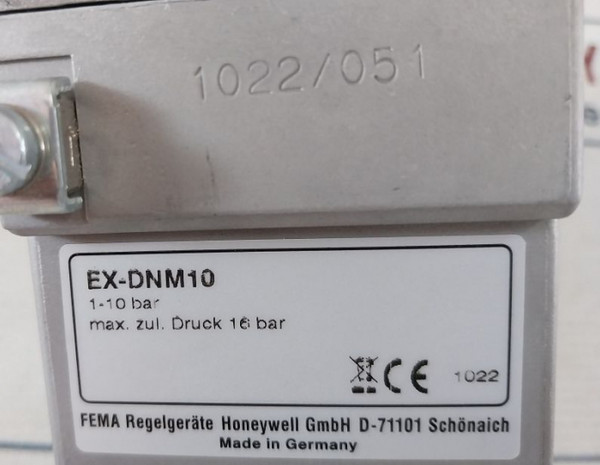 1022/051
EX-DNM10
1-10 bar
max. zul. Druck 16 bar
CE 1022
FEMA Regelgeräte Honeywell GmbH D-71101 Schönaich
Made in Germany